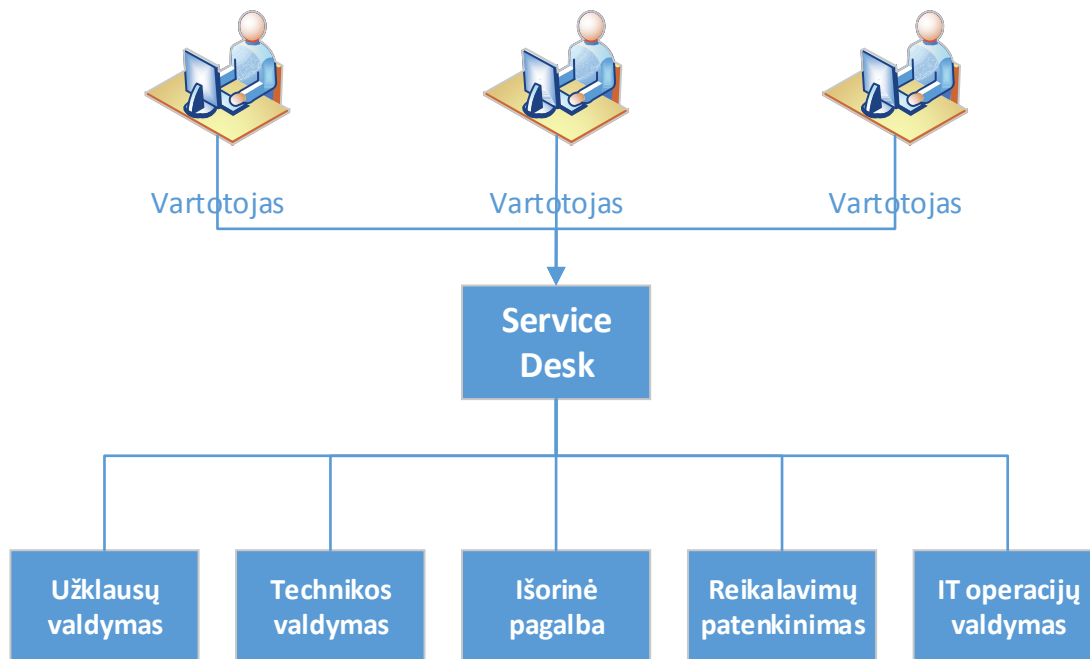 Vartotojas
Vartotojas
Vartotojas
Service
Desk
Užklausų
valdymas
Technikos
valdymas
Išorinė
pagalba
Reikalavimų
patenkinimas
IT operacijų
valdymas